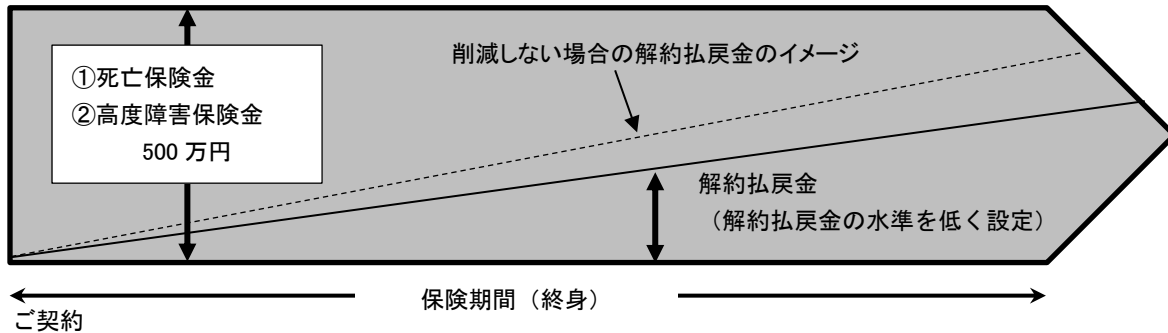 ①死亡保険金
②高度障害保険金
500 万円
削減しない場合の解約払戻金のイメージ
解約払戻金
（解約払戻金の水準を低く設定）
保険期間（終身）
ご契約